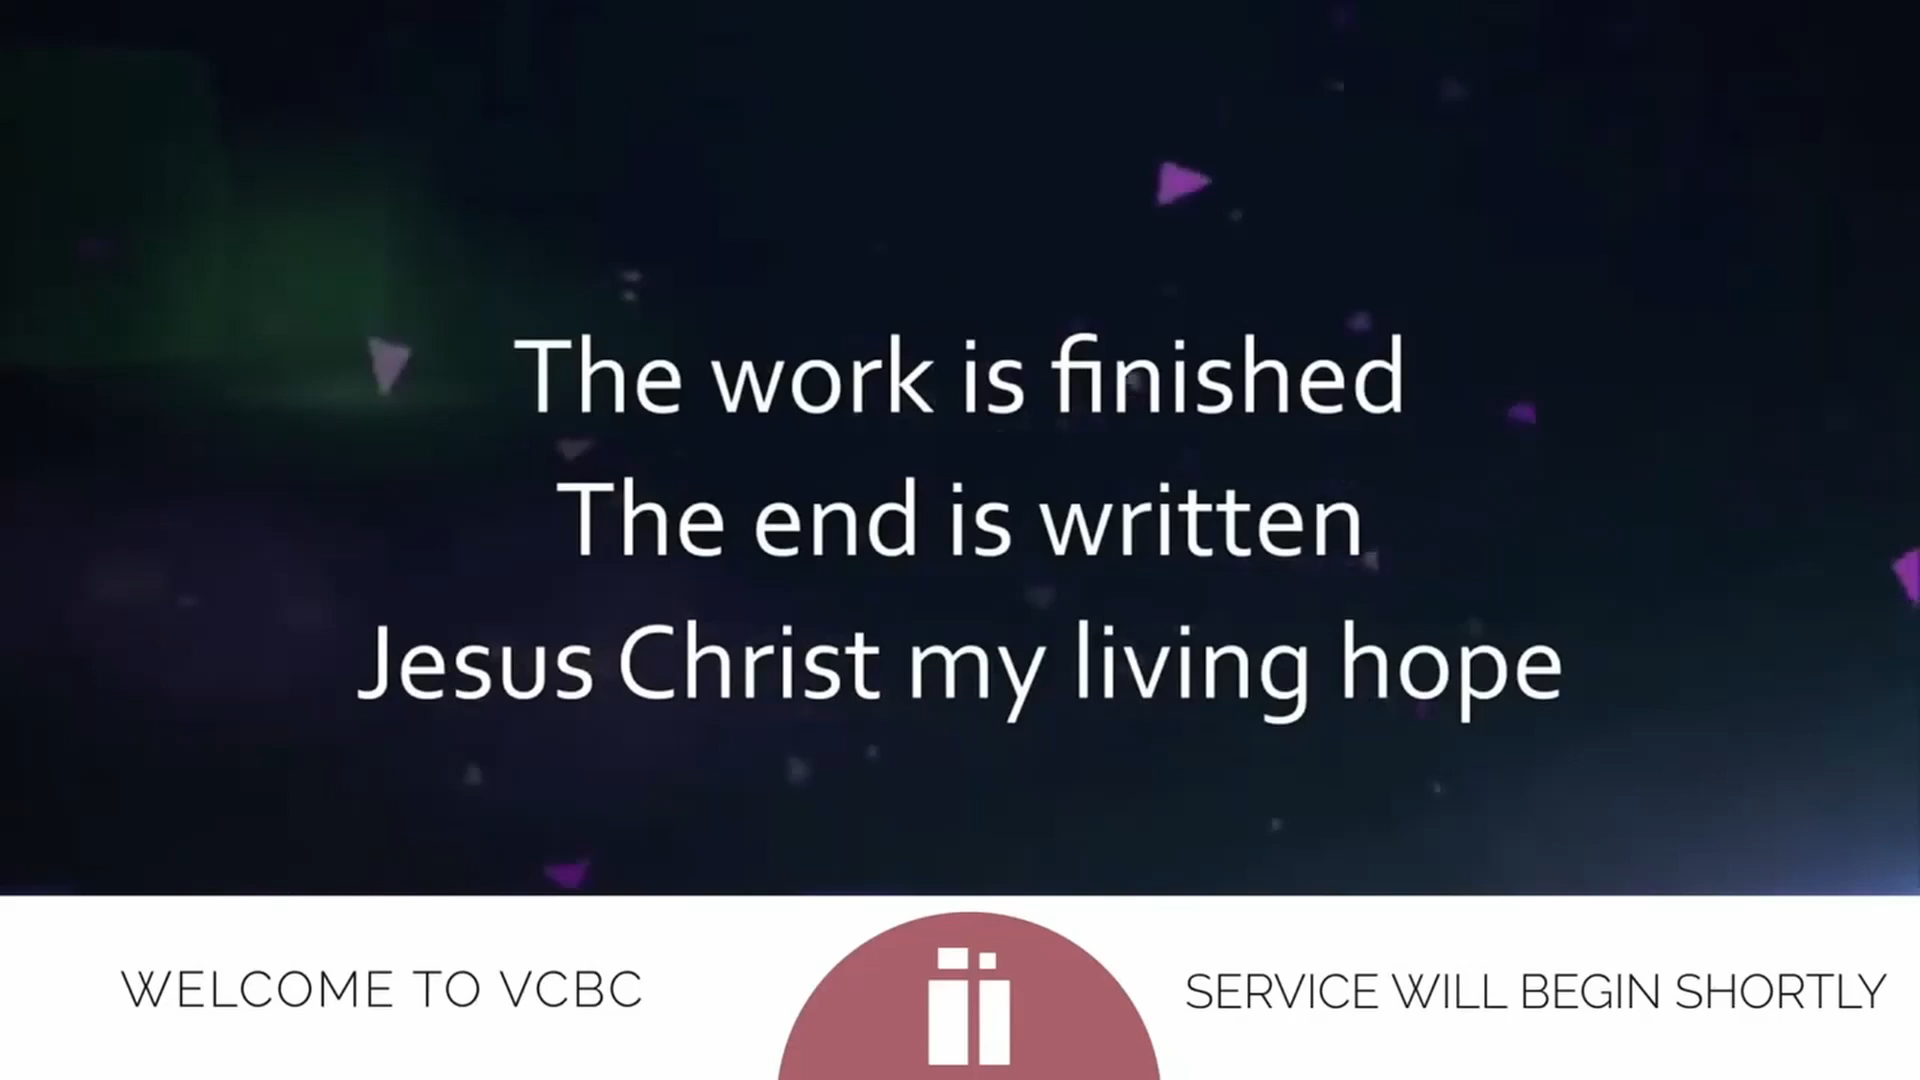 The work is finished
The end is written
Jesus Christ my living hope
WELCOME TO VCBC
SERVICE WILL BEGIN SHORTLY